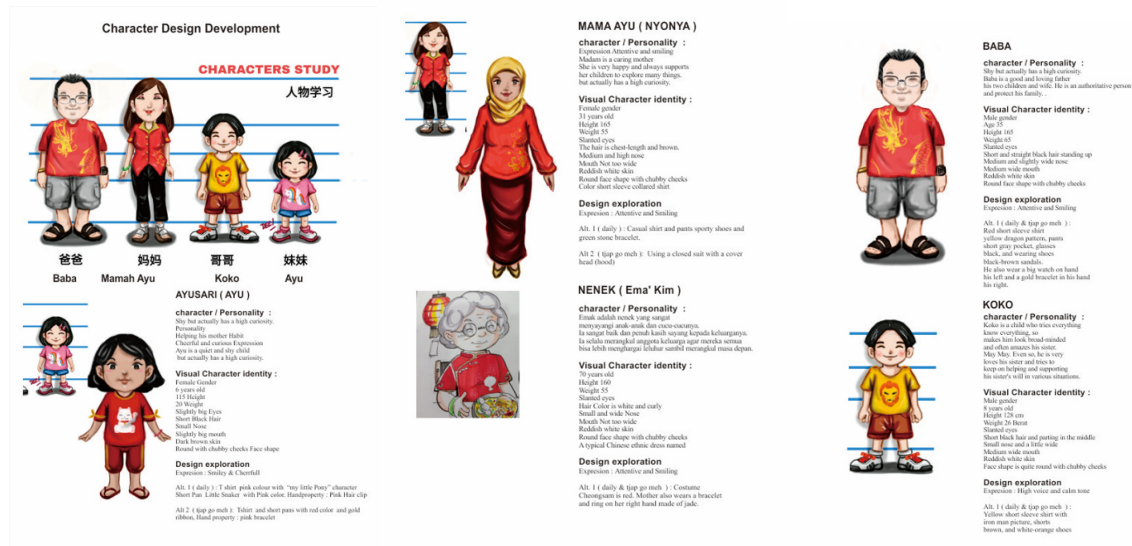 Character Design Development
CHARACTERS STUDY
人物学习
爸爸 妈妈 哥哥 妹妹
Baba Mamah Ayu Koko Ayu
AYUSARI ( AYU )
character / Personality :
Shy but actually has a high curiosity.
Personality
Helping his mother Habit
Cheerful and curious Expression
Ayu is a quiet and shy child
but actually has a high curiosity.
Visual Character identity :
Female Gender
6 years old
115 Height
20 Weight
Slightly big Eyes
Short Black Hair
Small Nose
Slightly big mouth
Dark brown skin
Round with chubby cheeks Face shape
Design exploration
Expresion : Smiley & Cherrfull
Alt. 1 ( daily ) : T shirt pink colour with "my little Pony" character
Short Pan Little Snaker with Pink color. Handproperty : Pink Hair clip
Alt 2 ( tjap go meh ): Tshirt and short pans with red color and gold
ribbon, Hand property : pink bracelet
MAMA AYU ( NYONYA )
character / Personality :
Expression Attentive and smiling
Madam is a caring mother
She is very happy and always supports
her children to explore many things.
but actually has a high curiosity.
Visual Character identity :
Female gender
31 years old
Height 165
Weight 55
Slanted eyes
The hair is chest-length and brown.
Medium and high nose
Mouth Not too wide
Reddish white skin
Round face shape with chubby cheeks
Color short sleeve collared shirt
Design exploration
Expresion : Attentive and Smiling
Alt. 1 ( daily ) : Casual shirt and pants sporty shoes and
green stone bracelet.
Alt 2 ( tjap go meh ): Using a closed suit with a cover
head (hood)
NENEK ( Ema' Kim )
character / Personality :
Emak adalah nenek yang sangat
menyayangi anak-anak dan cucu-cucunya.
Ia sangat baik dan penuh kasih sayang kepada keluarganya.
Ia selalu merangkul anggota keluarga agar mereka semua
bisa lebih menghargai leluhur sambil merangkul masa depan.
Visual Character identity :
70 years old
Height 160
Weight 55
Slanted eyes
Hair Color is white and curly
Small and wide Nose
Mouth Not too wide
Reddish white skin
Round face shape with chubby cheeks
A typical Chinese ethnic dress named
Design exploration
Expresion : Attentive and Smiling
Alt. 1 ( daily & tjap go meh ) : Costume
Cheongsam is red. Mother also wears a bracelet
and ring on her right hand made of jade.
BABA
character / Personality :
Shy but actually has a high curiosity.
Baba is a good and loving father
his two children and wife. He is an authoritative person
and protect his family. .
Visual Character identity :
Male gender
Age 35
Height 165
Weight 65
Slanted eyes
Short and straight black hair standing up
Medium and slightly wide nose
Medium wide mouth
Reddish white skin
Round face shape with chubby cheeks
Design exploration
Expresion : Attentive and Smiling
Alt. 1 ( daily & tjap go meh ) :
Red short sleeve shirt
yellow dragon pattern, pants
short gray pocket, glasses
black, and wearing shoes
black-brown sandals.
He also wear a big watch on hand
his left and a gold bracelet in his hand
his right.
KOKO
character / Personality :
Koko is a child who tries everything
know everything, so
makes him look broad-minded
and often amazes his sister.
May May. Even so, he is very
loves his sister and tries to
keep on helping and supporting
his sister's will in various situations.
Visual Character identity :
Male gender
8 years old
Height 128 cm
Weight 26 Berat
Slanted eyes
Short black hair and parting in the middle
Small nose and a little wide
Medium wide mouth
Reddish white skin
Face shape is quite round with chubby cheeks
Design exploration
Expresion : High voice and calm tone
Alt. 1 ( daily & tjap go meh ) :
Yellow short sleeve shirt with
iron man picture, shorts
brown, and white-orange shoes